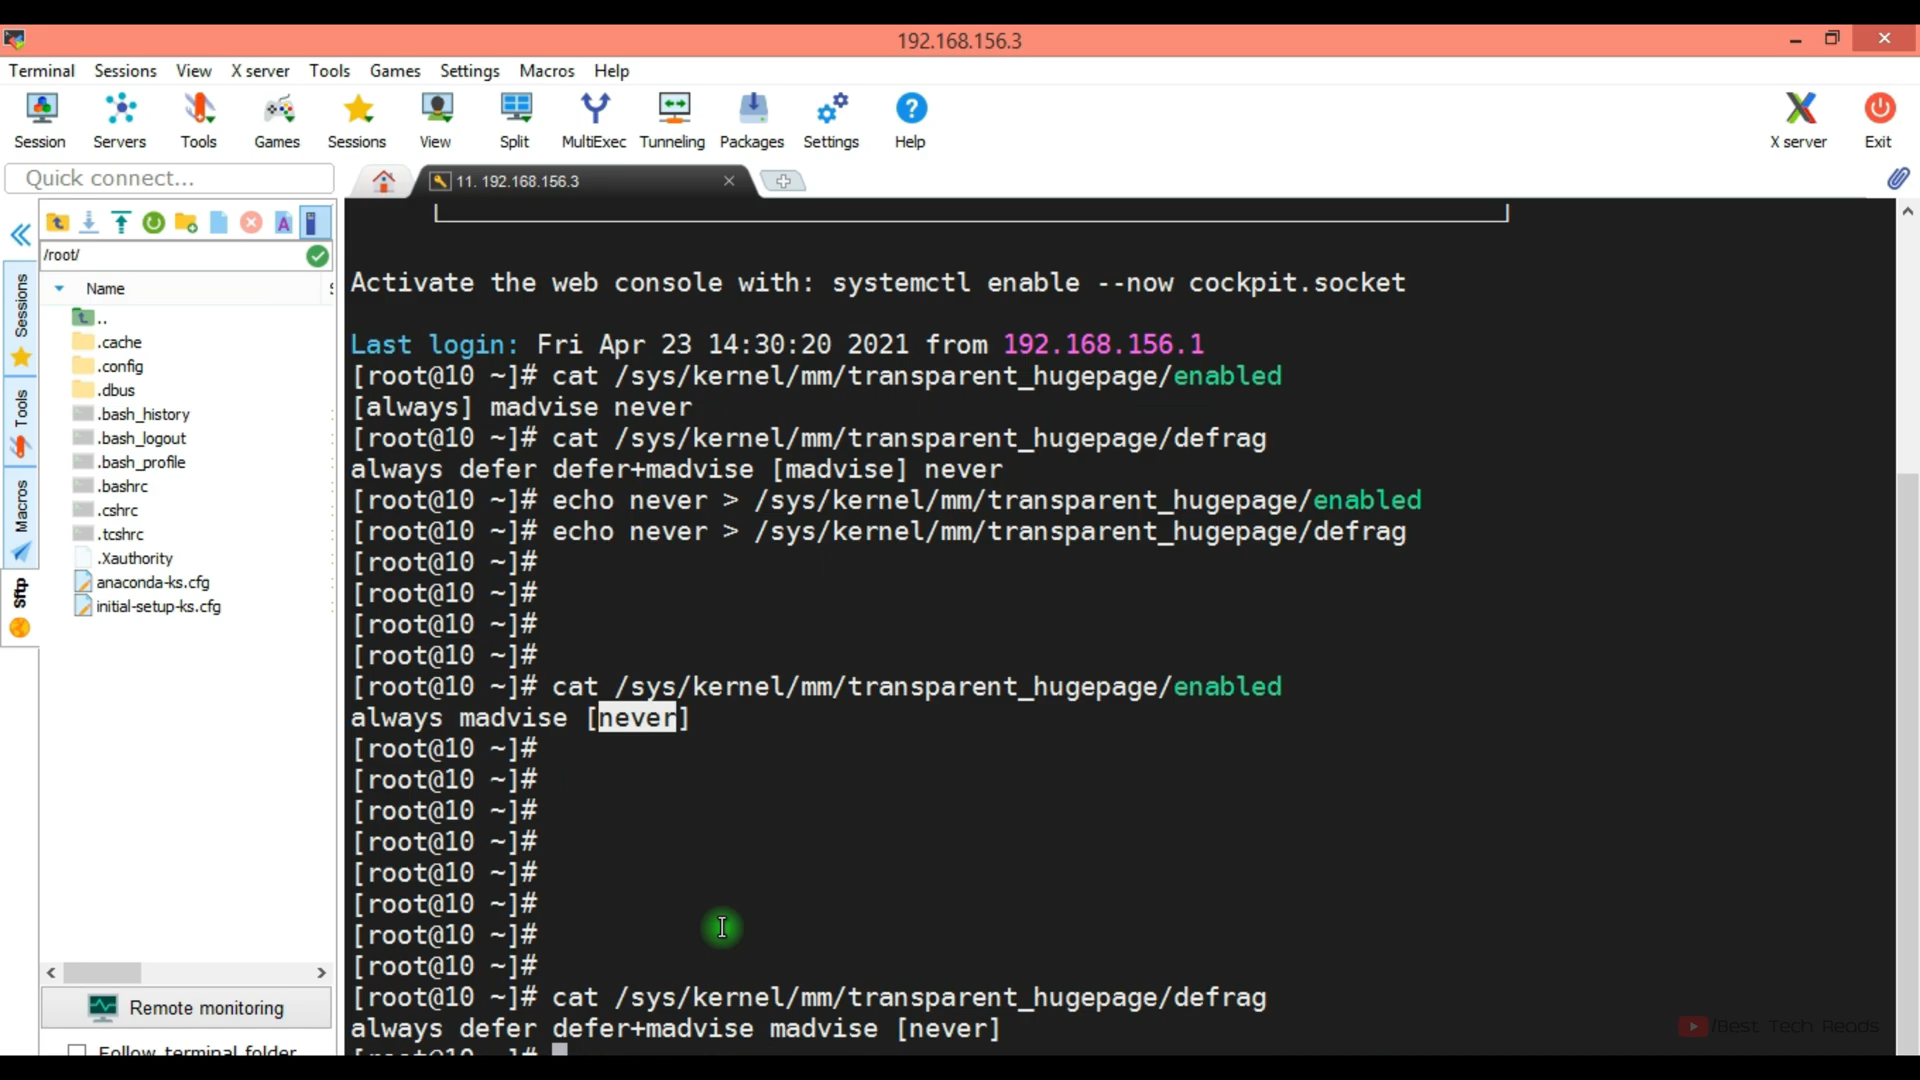 192.168.156.3
Terminal Sessions View X server Tools Games Settings Macros Help
Session Servers Tools Games Sessions View Split MultiExec Tunneling Packages Settings Help X server Exit
Quick connect...
11. 192.168.156.3
/root/
Name
..
.cache
.config
.dbus
.bash_history
.bash_logout
.bash_profile
.bashrc
.cshrc
.tcshrc
.Xauthority
anaconda-ks.cfg
initial-setup-ks.cfg
Sessions
Tools
Macros
Sftp
Remote monitoring
Follow terminal folder
Activate the web console with: systemctl enable --now cockpit.socket
Last login: Fri Apr 23 14:30:20 2021 from 192.168.156.1
[root@10 ~]# cat /sys/kernel/mm/transparent_hugepage/enabled
[always] madvise never
[root@10 ~]# cat /sys/kernel/mm/transparent_hugepage/defrag
always defer defer+madvise [madvise] never
[root@10 ~]# echo never > /sys/kernel/mm/transparent_hugepage/enabled
[root@10 ~]# echo never > /sys/kernel/mm/transparent_hugepage/defrag
[root@10 ~]#
[root@10 ~]#
[root@10 ~]#
[root@10 ~]#
[root@10 ~]# cat /sys/kernel/mm/transparent_hugepage/enabled
always madvise [never]
[root@10 ~]#
[root@10 ~]#
[root@10 ~]#
[root@10 ~]#
[root@10 ~]#
[root@10 ~]#
[root@10 ~]#
[root@10 ~]#
[root@10 ~]# cat /sys/kernel/mm/transparent_hugepage/defrag
always defer defer+madvise madvise [never]
[root@10 ~]#
/Best Tech Reads